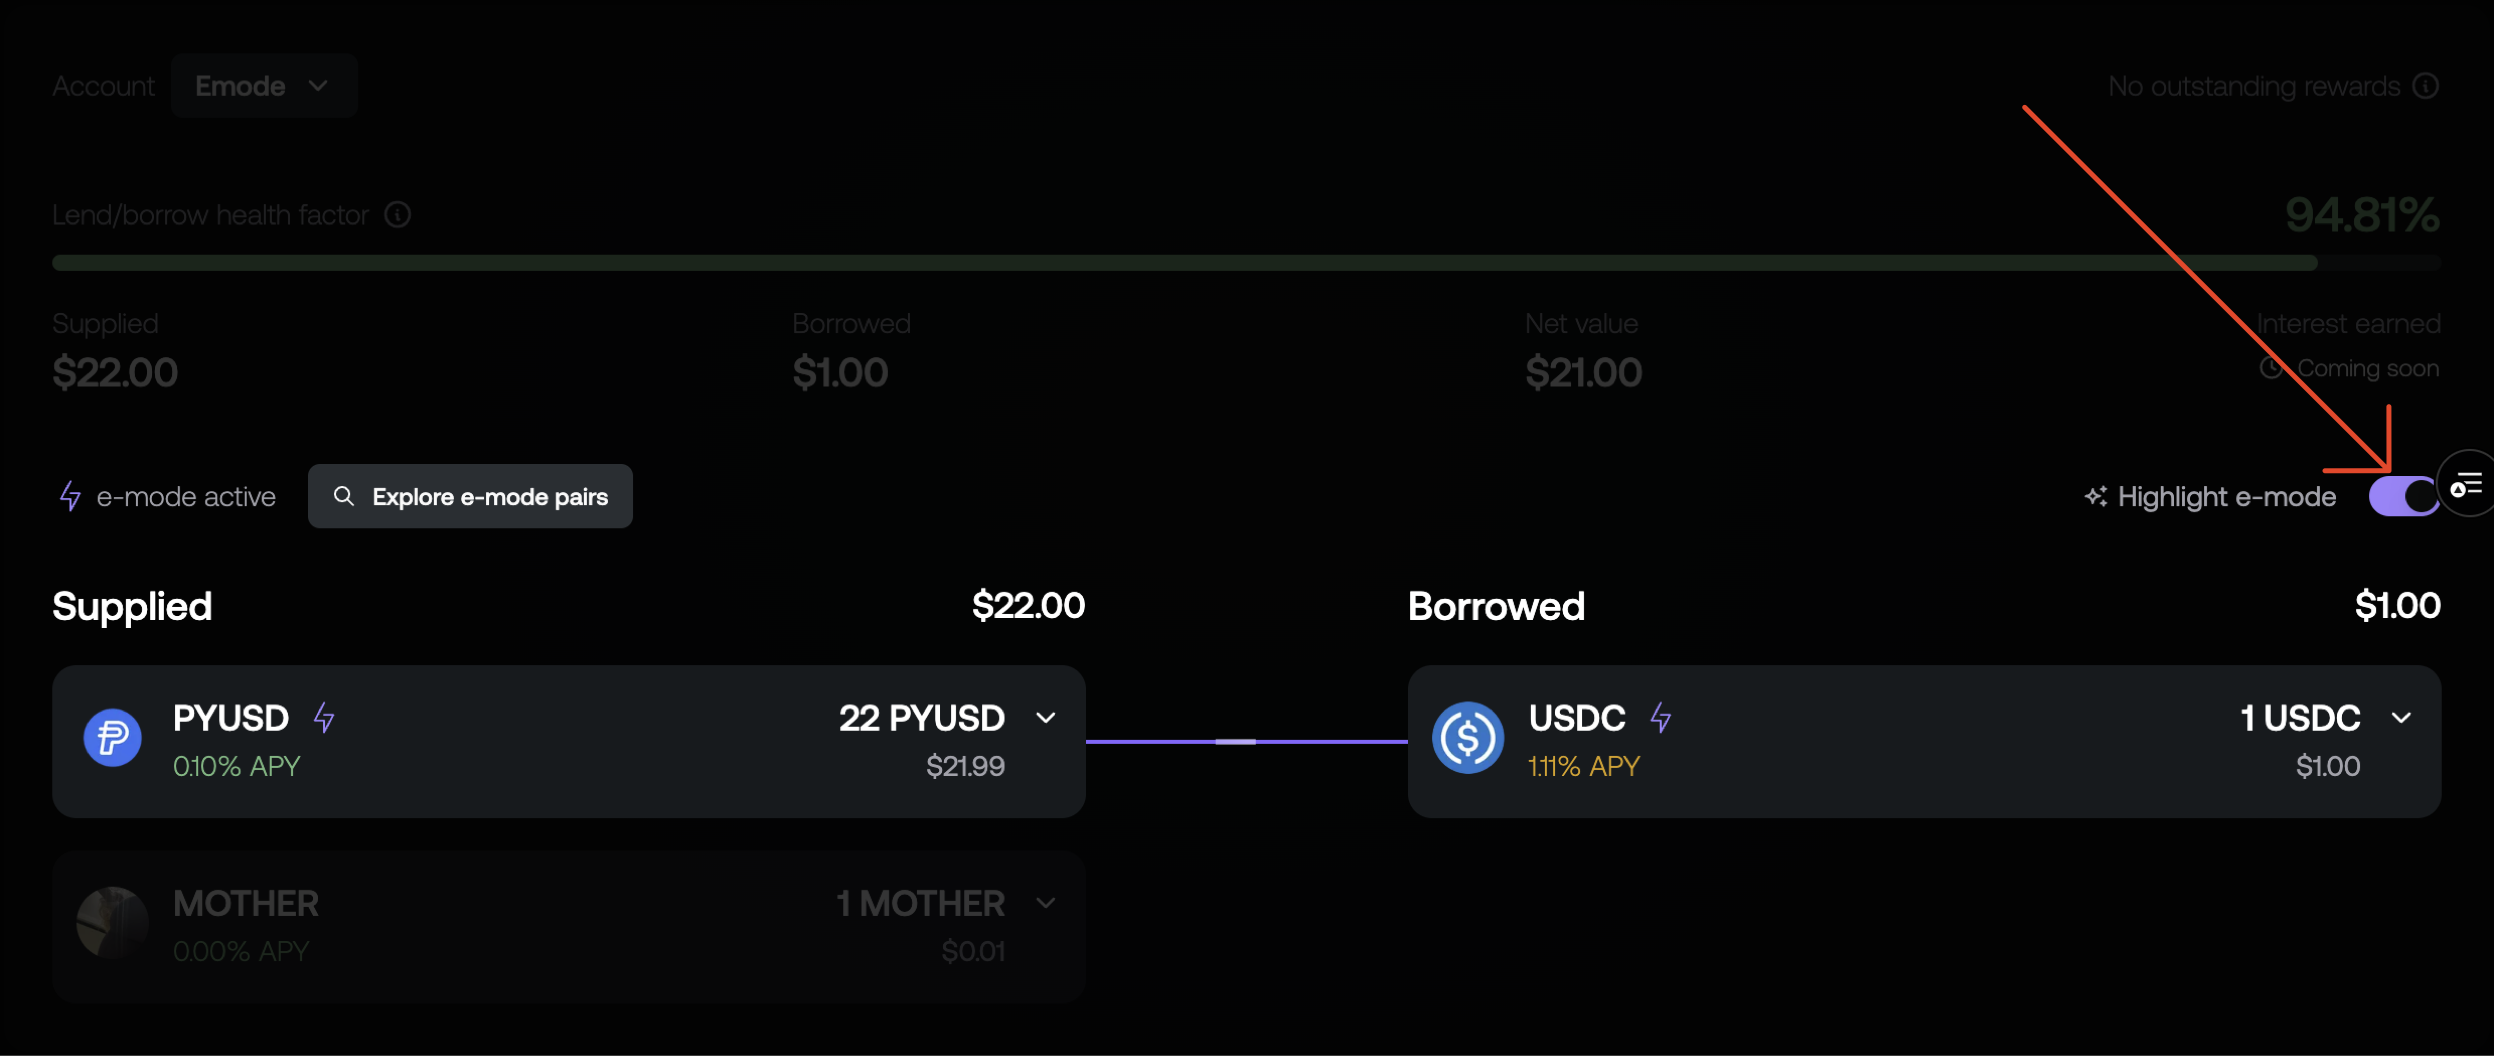 Account Emode No outstanding rewards
Lend/borrow health factor 94.81%
Supplied Borrowed Net value Interest earned
$22.00 $1.00 $21.00 Coming soon
e-mode active Explore e-mode pairs Highlight e-mode
Supplied $22.00 Borrowed $1.00
PYUSD 22 PYUSD USDC 1 USDC
0.10% APY $21.99 1.11% APY $1.00
MOTHER 1 MOTHER
0.00% APY $0.01